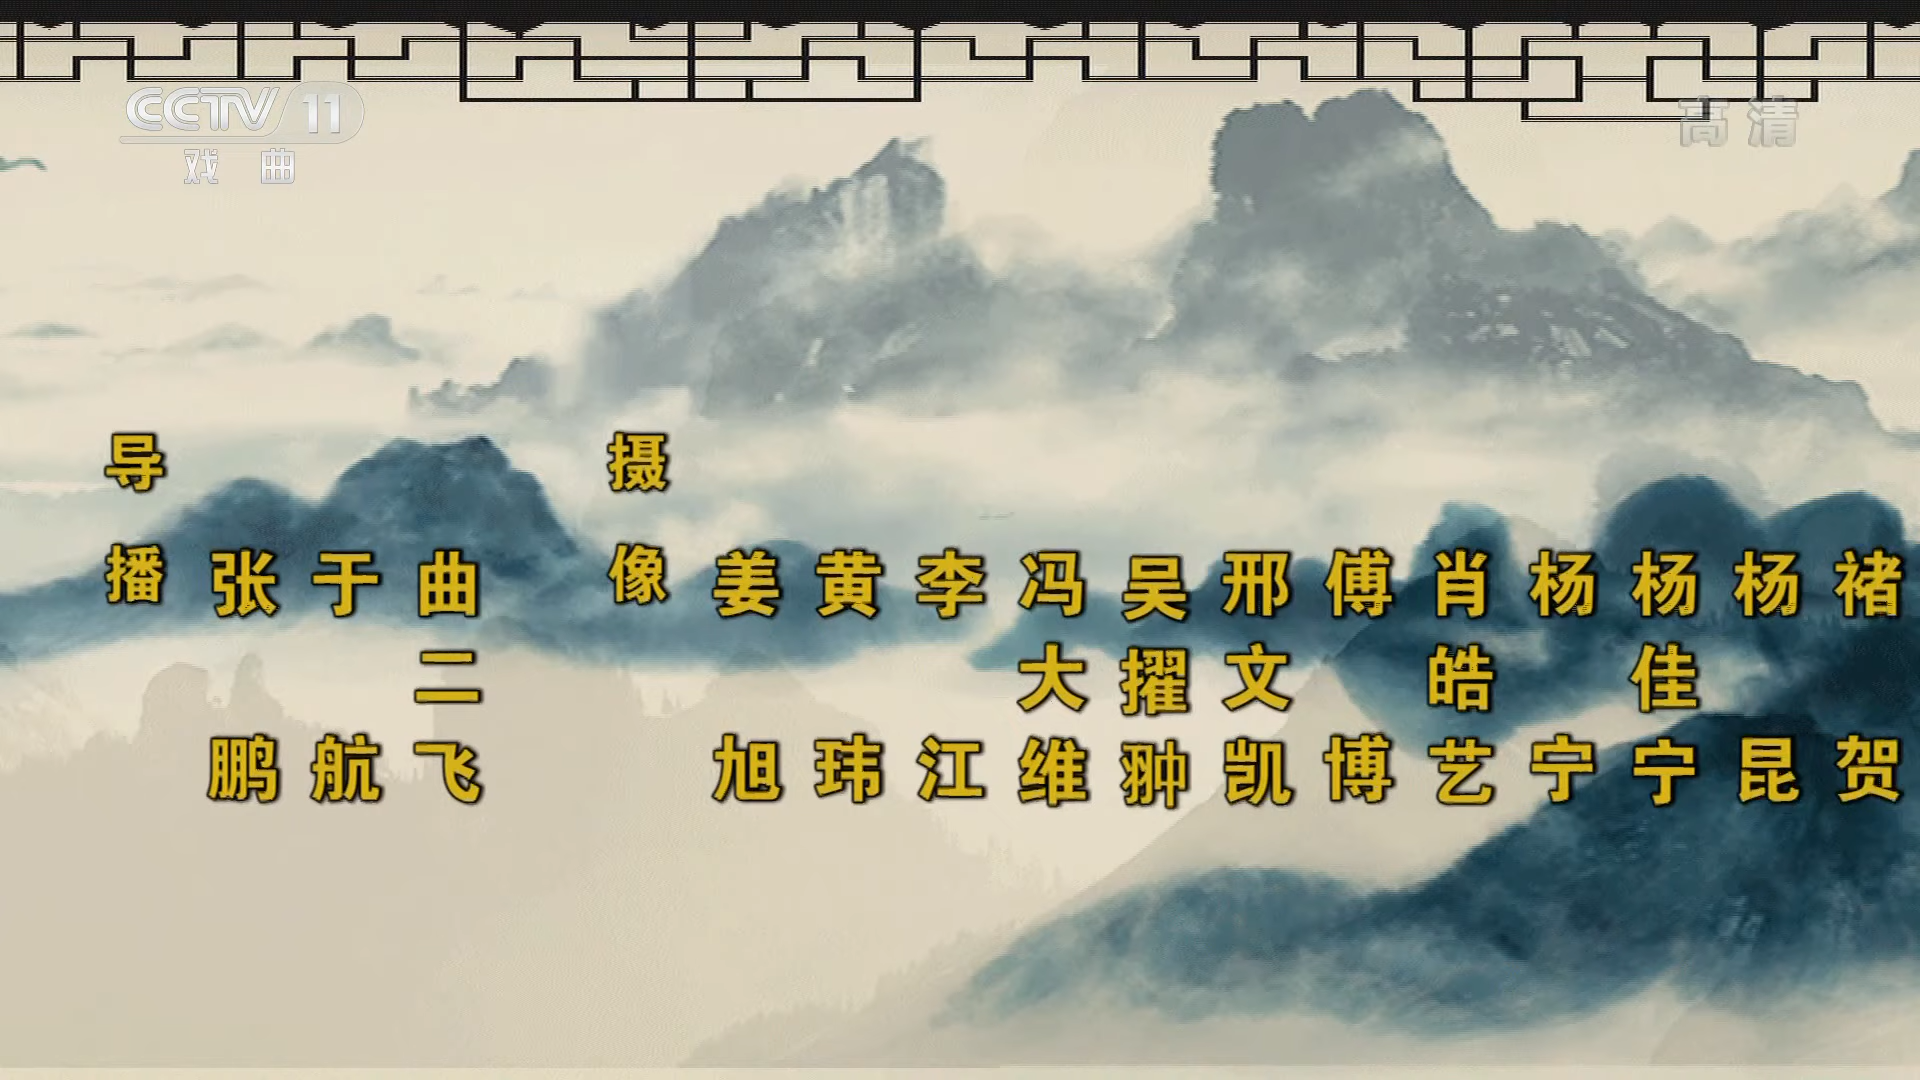 CCTV 11
戏曲
高清
导播
张鹏
于航
曲二飞
摄像
姜旭
黄玮
李江
冯大维
吴擢翀
邢文凯
傅博
肖皓艺
杨宁
杨佳宁
杨昆
褚贺